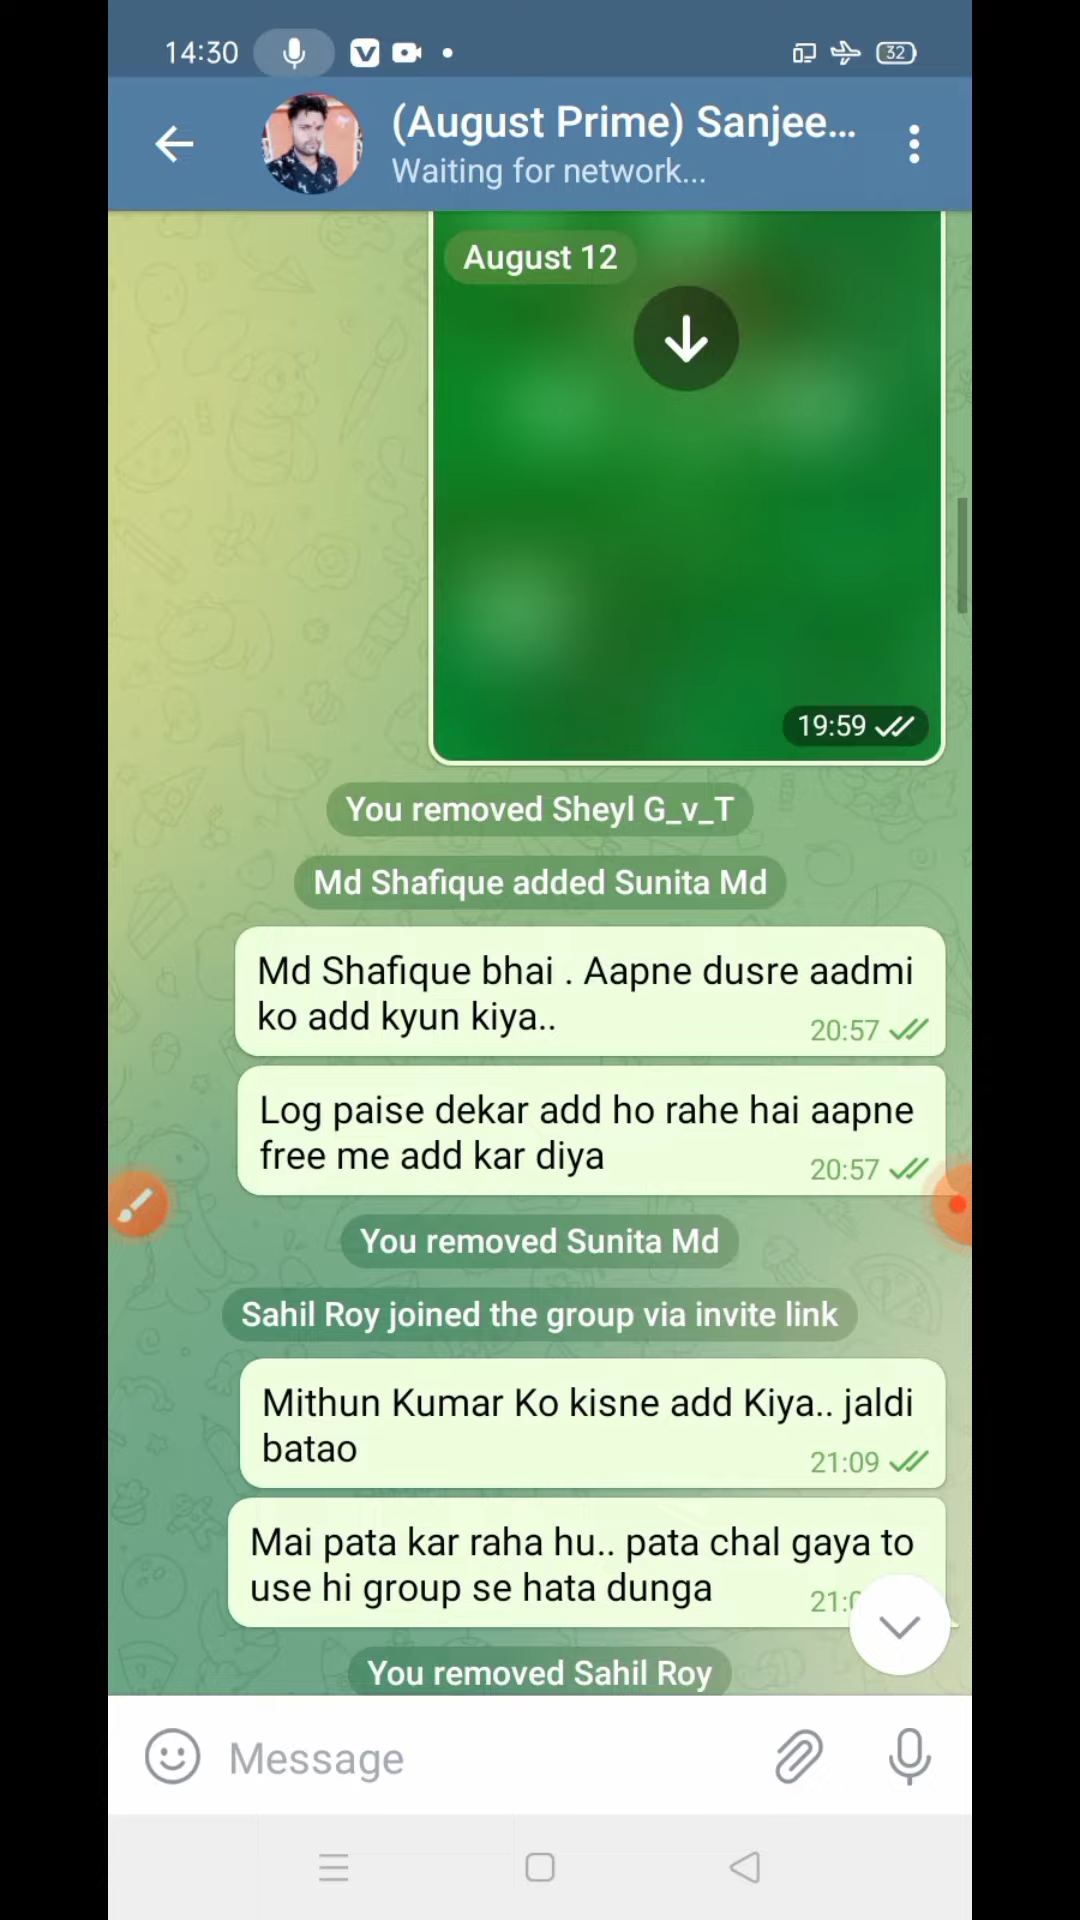 14:30
32
(August Prime) Sanjee...
Waiting for network...
August 12
19:59
You removed Sheyl G_v_T
Md Shafique added Sunita Md
Md Shafique bhai . Aapne dusre aadmi
ko add kyun kiya..
20:57
Log paise dekar add ho rahe hai aapne
free me add kar diya
20:57
You removed Sunita Md
Sahil Roy joined the group via invite link
Mithun Kumar Ko kisne add Kiya.. jaldi
batao
21:09
Mai pata kar raha hu.. pata chal gaya to
use hi group se hata dunga
You removed Sahil Roy
Message